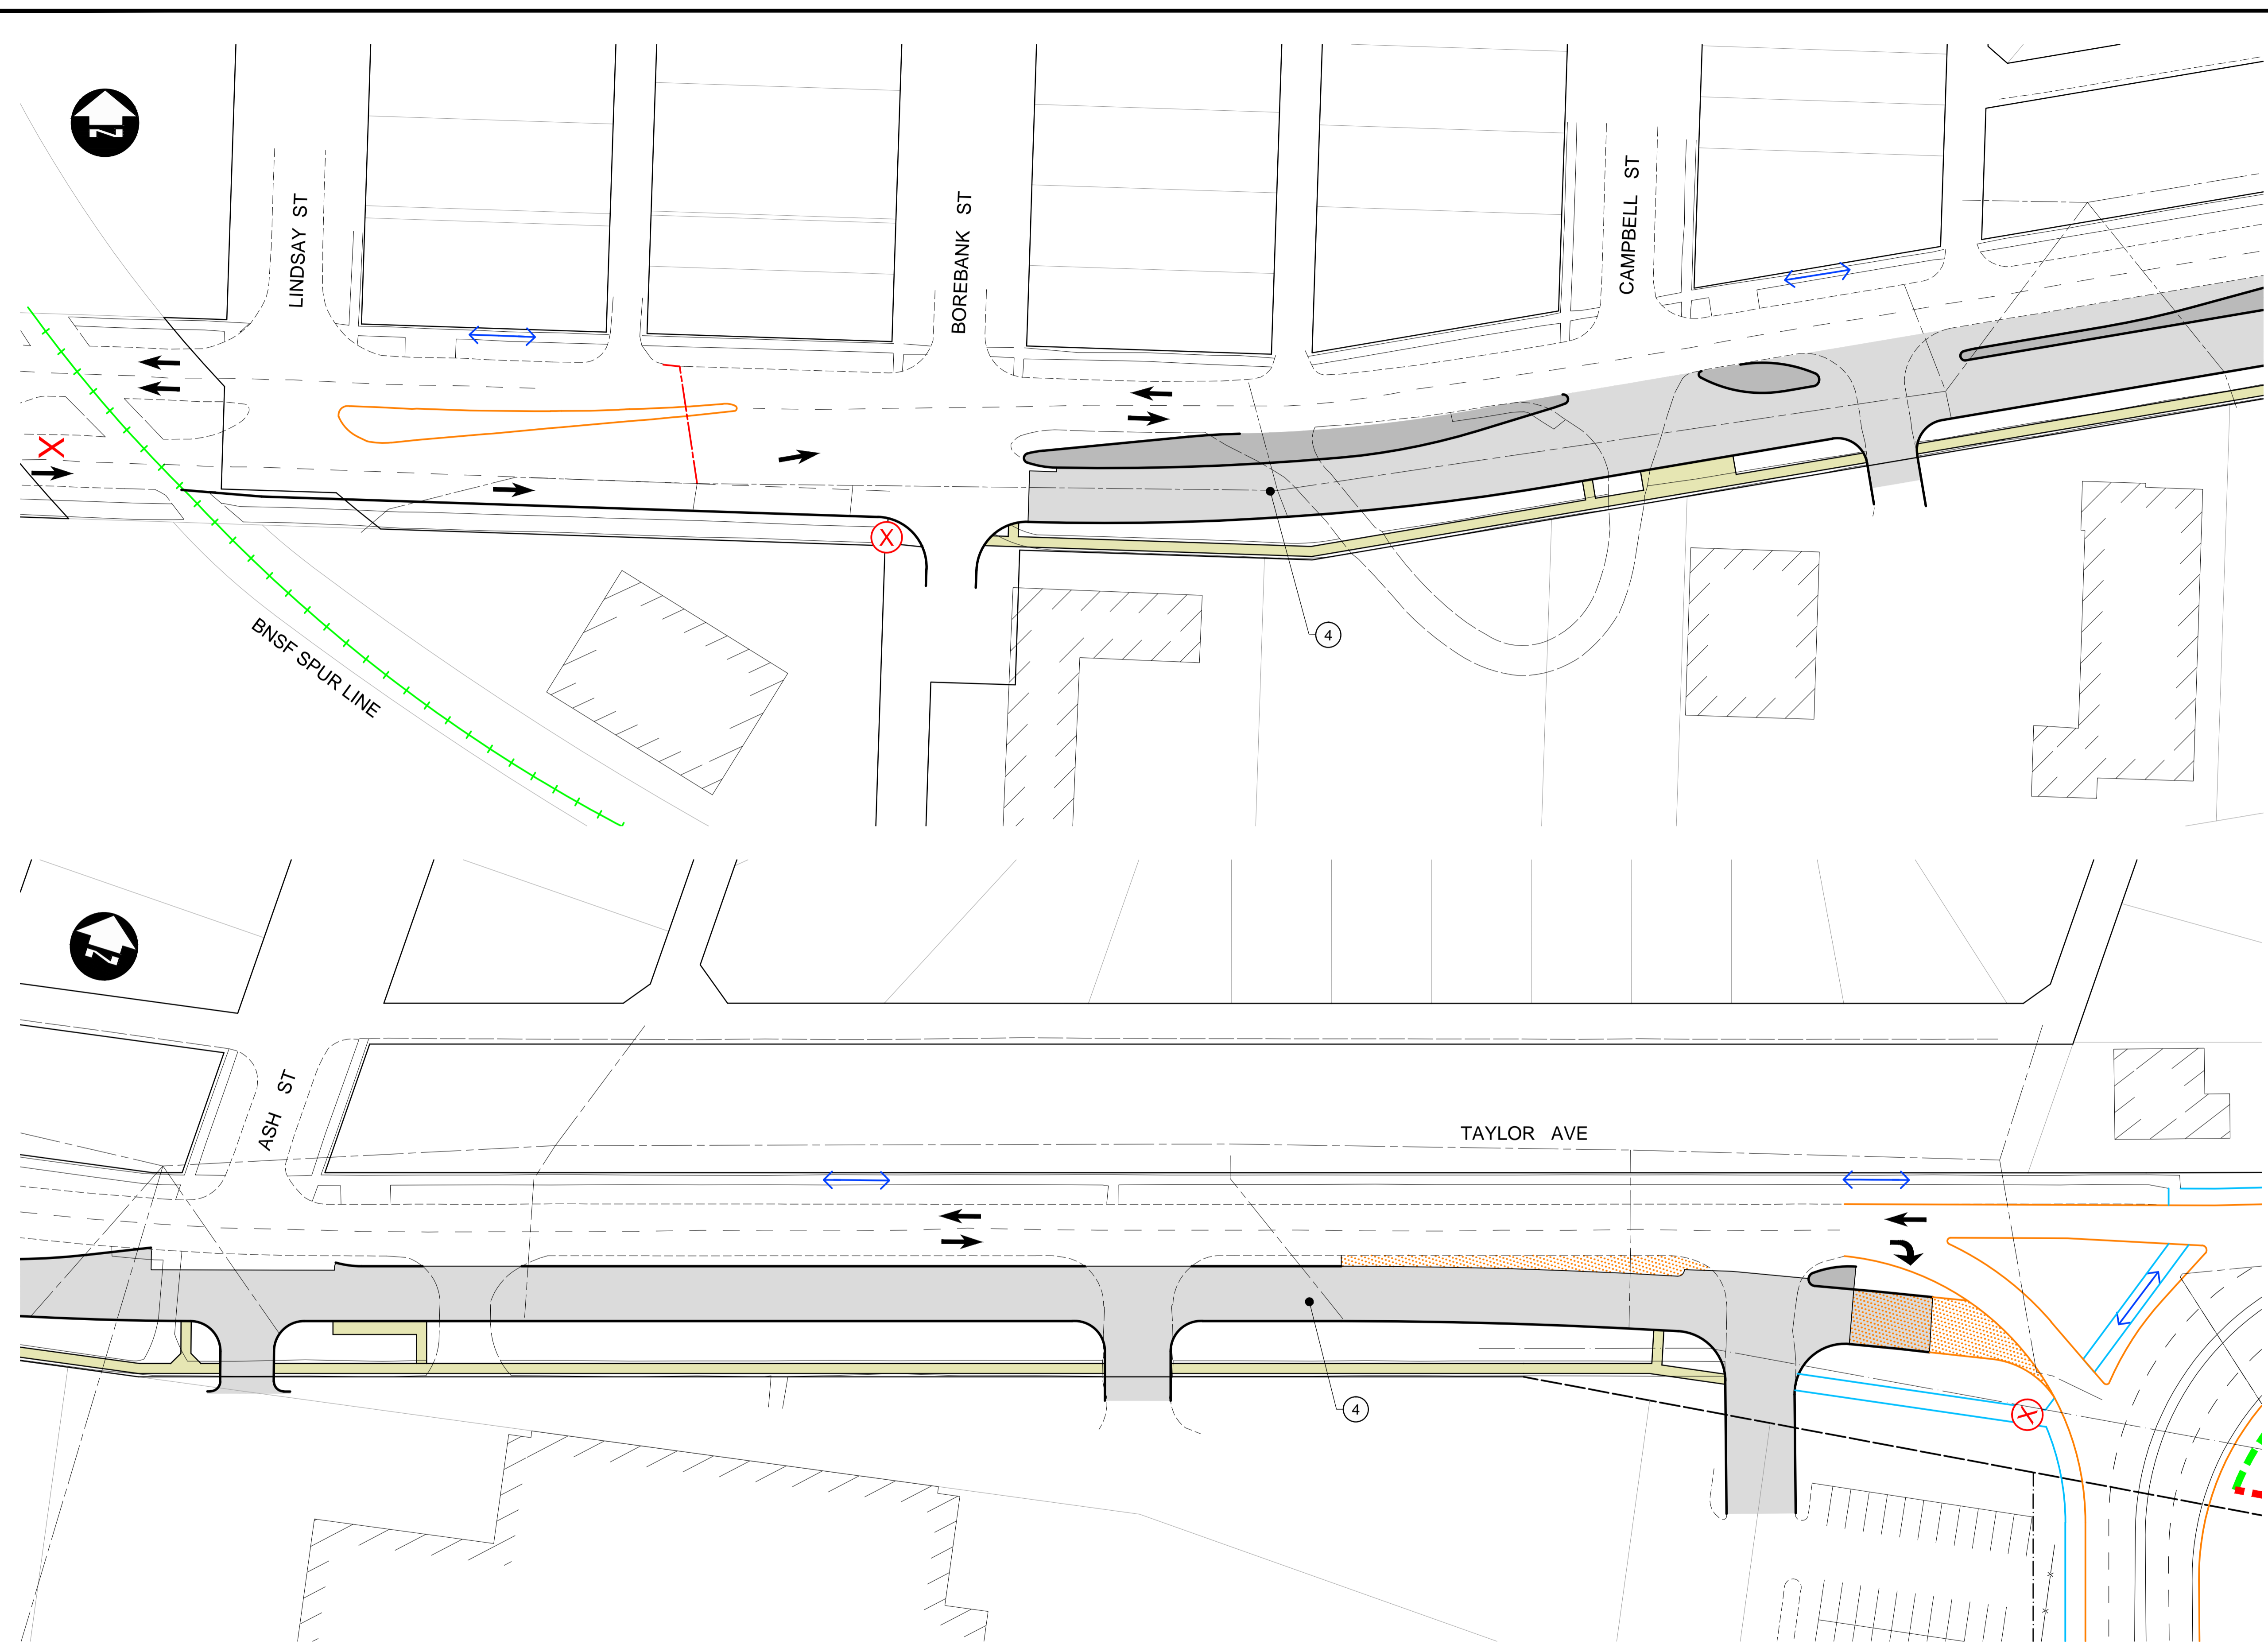 N
LINDSAY ST
BOREBANK ST
CAMPBELL ST
X
X
4
BNSF SPUR LINE
N
ASH ST
TAYLOR AVE
4
X